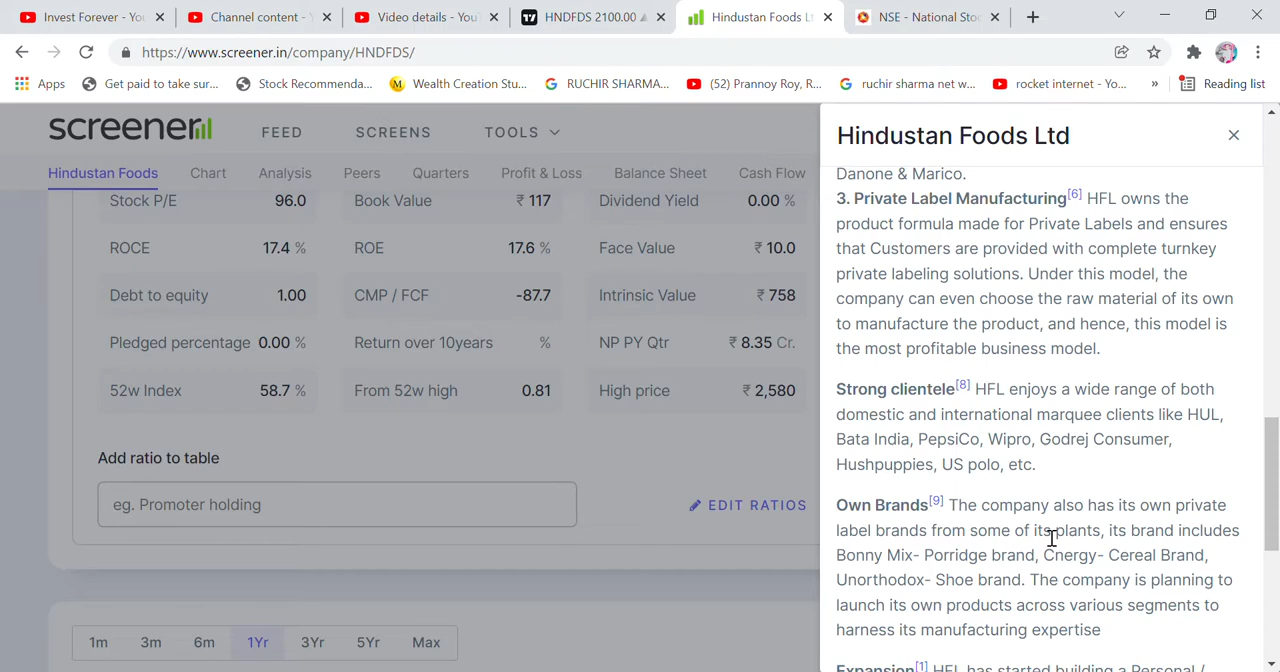 Invest Forever - Yo
Channel content -
Video details - You
HNDFDS 2100.00
Hindustan Foods L
NSE - National Sto
https://www.screener.in/company/HNDFDS/
Apps
Get paid to take sur...
Stock Recommenda...
Wealth Creation Stu...
RUCHIR SHARMA...
(52) Prannoy Roy, R...
ruchir sharma net w...
rocket internet - Yo...
»
Reading list
screener
FEED
SCREENS
TOOLS
Hindustan Foods
Chart
Analysis
Peers
Quarters
Profit & Loss
Balance Sheet
Cash Flow
Stock P/E 96.0
Book Value ₹ 117
Dividend Yield 0.00 %
ROCE 17.4 %
ROE 17.6 %
Face Value ₹ 10.0
Debt to equity 1.00
CMP / FCF -87.7
Intrinsic Value ₹ 758
Pledged percentage 0.00 %
Return over 10years %
NP PY Qtr ₹ 8.35 Cr.
52w Index 58.7 %
From 52w high 0.81
High price ₹ 2,580
Add ratio to table
eg. Promoter holding
EDIT RATIOS
1m 3m 6m 1Yr 3Yr 5Yr Max
Hindustan Foods Ltd
Danone & Marico.
3. Private Label Manufacturing[6] HFL owns the
product formula made for Private Labels and ensures
that Customers are provided with complete turnkey
private labeling solutions. Under this model, the
company can even choose the raw material of its own
to manufacture the product, and hence, this model is
the most profitable business model.
Strong clientele[8] HFL enjoys a wide range of both
domestic and international marquee clients like HUL,
Bata India, PepsiCo, Wipro, Godrej Consumer,
Hushpuppies, US polo, etc.
Own Brands[9] The company also has its own private
label brands from some of its plants, its brand includes
Bonny Mix- Porridge brand, Cnergy- Cereal Brand,
Unorthodox- Shoe brand. The company is planning to
launch its own products across various segments to
harness its manufacturing expertise
Expansion[1] HFL has started building a Personal /